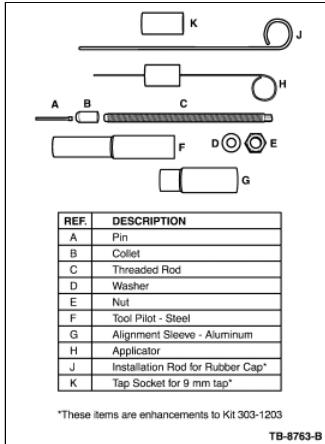 K
J
H
A
B
C
F
D
E
G
REF. DESCRIPTION
A Pin
B Collet
C Threaded Rod
D Washer
E Nut
F Tool Pilot - Steel
G Alignment Sleeve - Aluminum
H Applicator
J Installation Rod for Rubber Cap*
K Tap Socket for 9 mm tap*
*These items are enhancements to Kit 303-1203
TB-8763-B